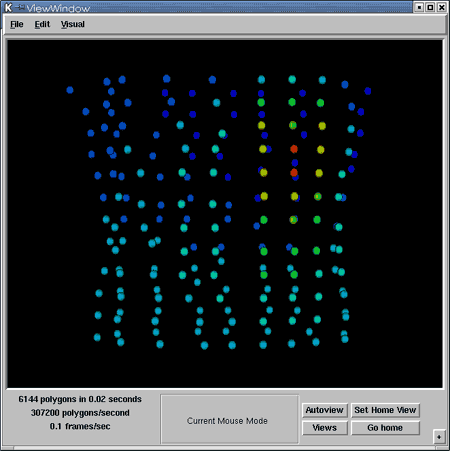 K ViewWindow
File Edit Visual
6144 polygons in 0.02 seconds
307200 polygons/second
0.1 frames/sec
Current Mouse Mode
Autoview Set Home View
Views Go home
+